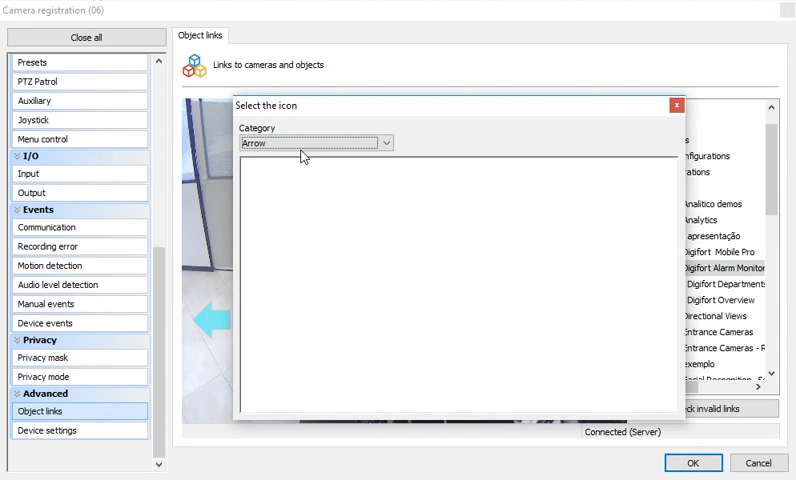 Camera registration (06)
Close all
Presets
PTZ Patrol
Auxiliary
Joystick
Menu control
I/O
Input
Output
Events
Communication
Recording error
Motion detection
Audio level detection
Manual events
Device events
Privacy
Privacy mask
Privacy mode
Advanced
Object links
Device settings
Object links
Links to cameras and objects
Select the icon
Category
Arrow
Analitico demos
Analytics
apresentação
Digifort Mobile Pro
Digifort Alarm Monitor
Digifort Departments
Digifort Overview
Directional Views
Entrance Cameras
Entrance Cameras - R
exemplo
invalid links
Connected (Server)
OK
Cancel